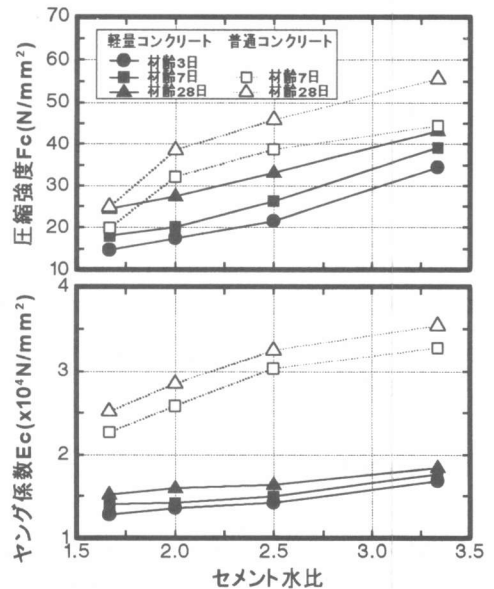 70
60
50
40
30
20
10
圧縮強度Fc(N/mm²)
軽量コンクリート 普通コンクリート
材齢3日
材齢7日 材齢7日
材齢28日 材齢28日
4
3
2
1
ヤング係数Ec(x10⁴N/mm²)
1.5 2.0 2.5 3.0 3.5
セメント水比